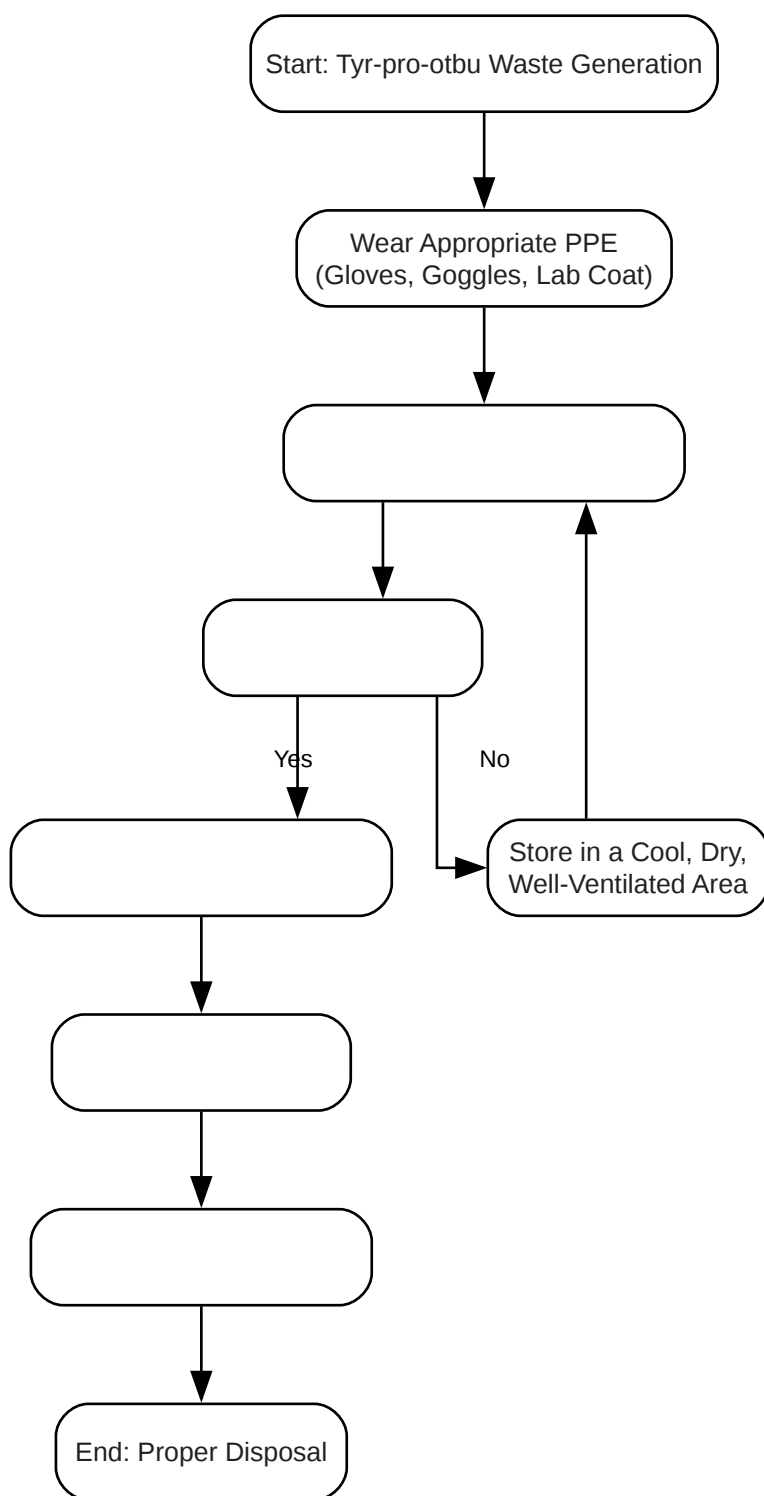 Start: Tyr-pro-otbu Waste Generation
Wear Appropriate PPE
(Gloves, Goggles, Lab Coat)
Yes
No
Store in a Cool, Dry,
Well-Ventilated Area
End: Proper Disposal